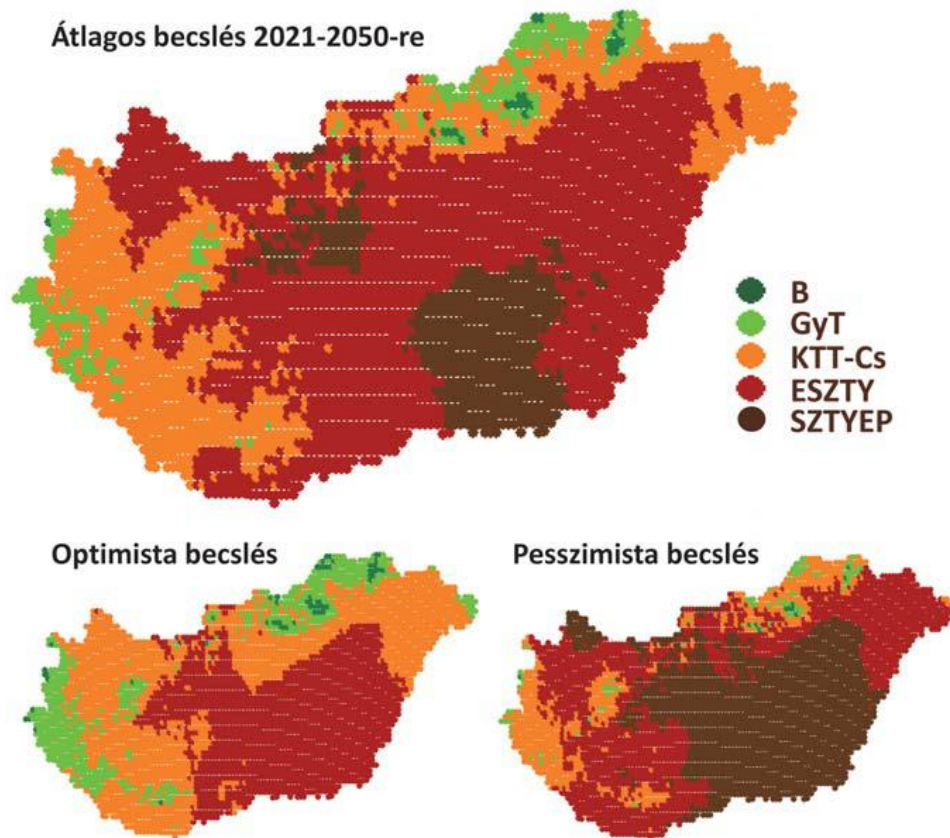 Átlagos becslés 2021-2050-re
B
GyT
KTT-Cs
ESZTY
SZTYEP
Optimista becslés
Pesszimista becslés